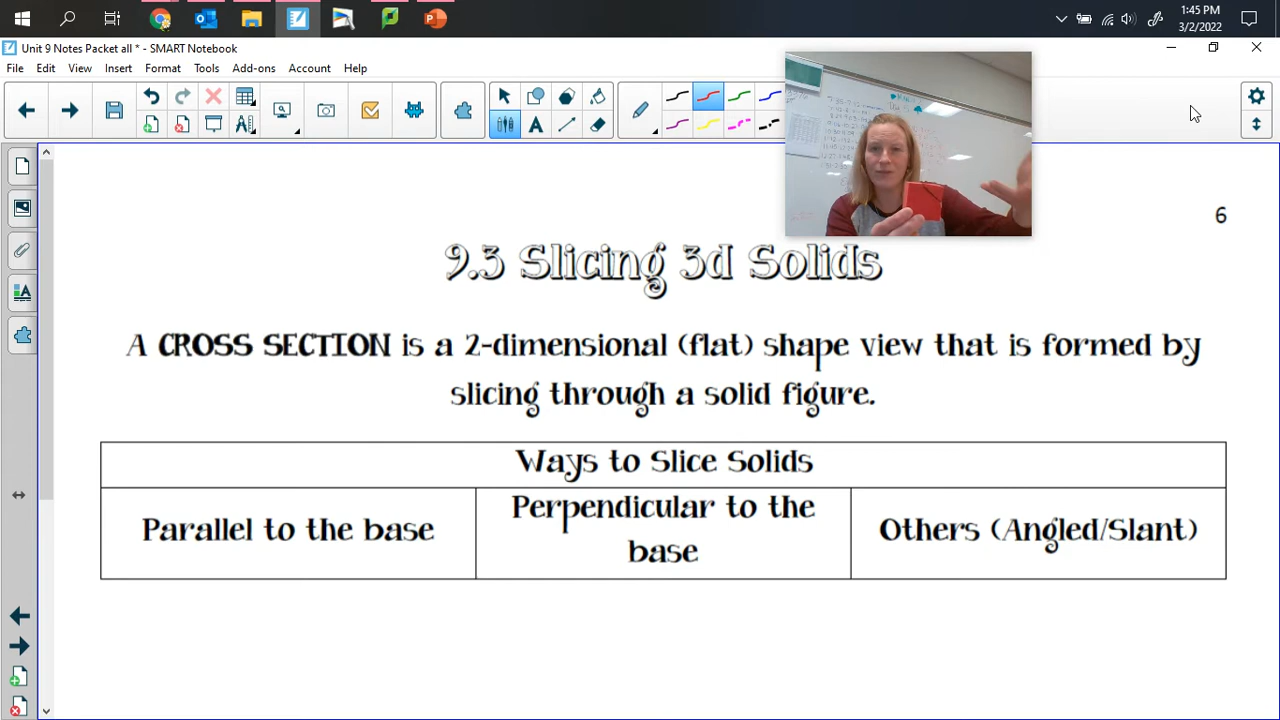 1:45 PM
3/2/2022
Unit 9 Notes Packet all * - SMART Notebook
File Edit View Insert Format Tools Add-ons Account Help
6
9.3 Slicing 3d Solids
A CROSS SECTION is a 2-dimensional (flat) shape view that is formed by
slicing through a solid figure.
Ways to Slice Solids
Parallel to the base
Perpendicular to the
base
Others (Angled/Slant)